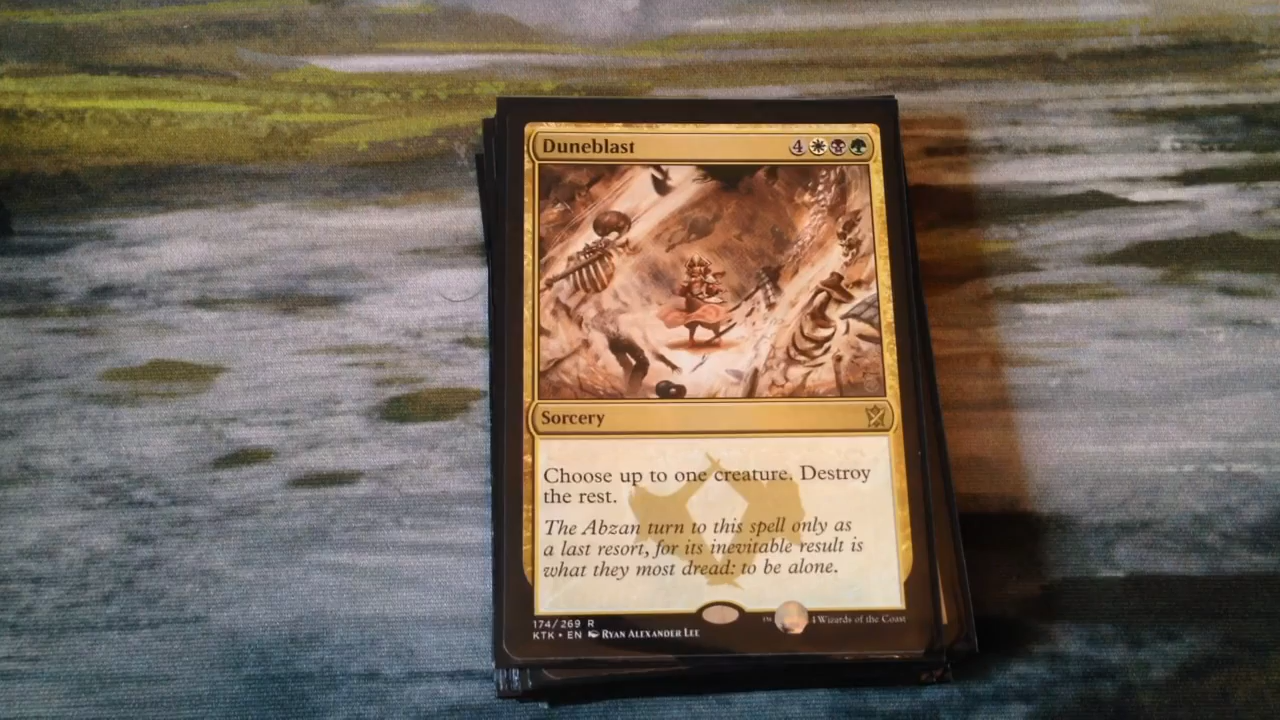 Duneblast 4
Sorcery
Choose up to one creature. Destroy
the rest.
The Abzan turn to this spell only as
a last resort, for its inevitable result is
what they most dread: to be alone.
174/269 R
KTK • EN Ryan Alexander Lee
Wizards of the Coast